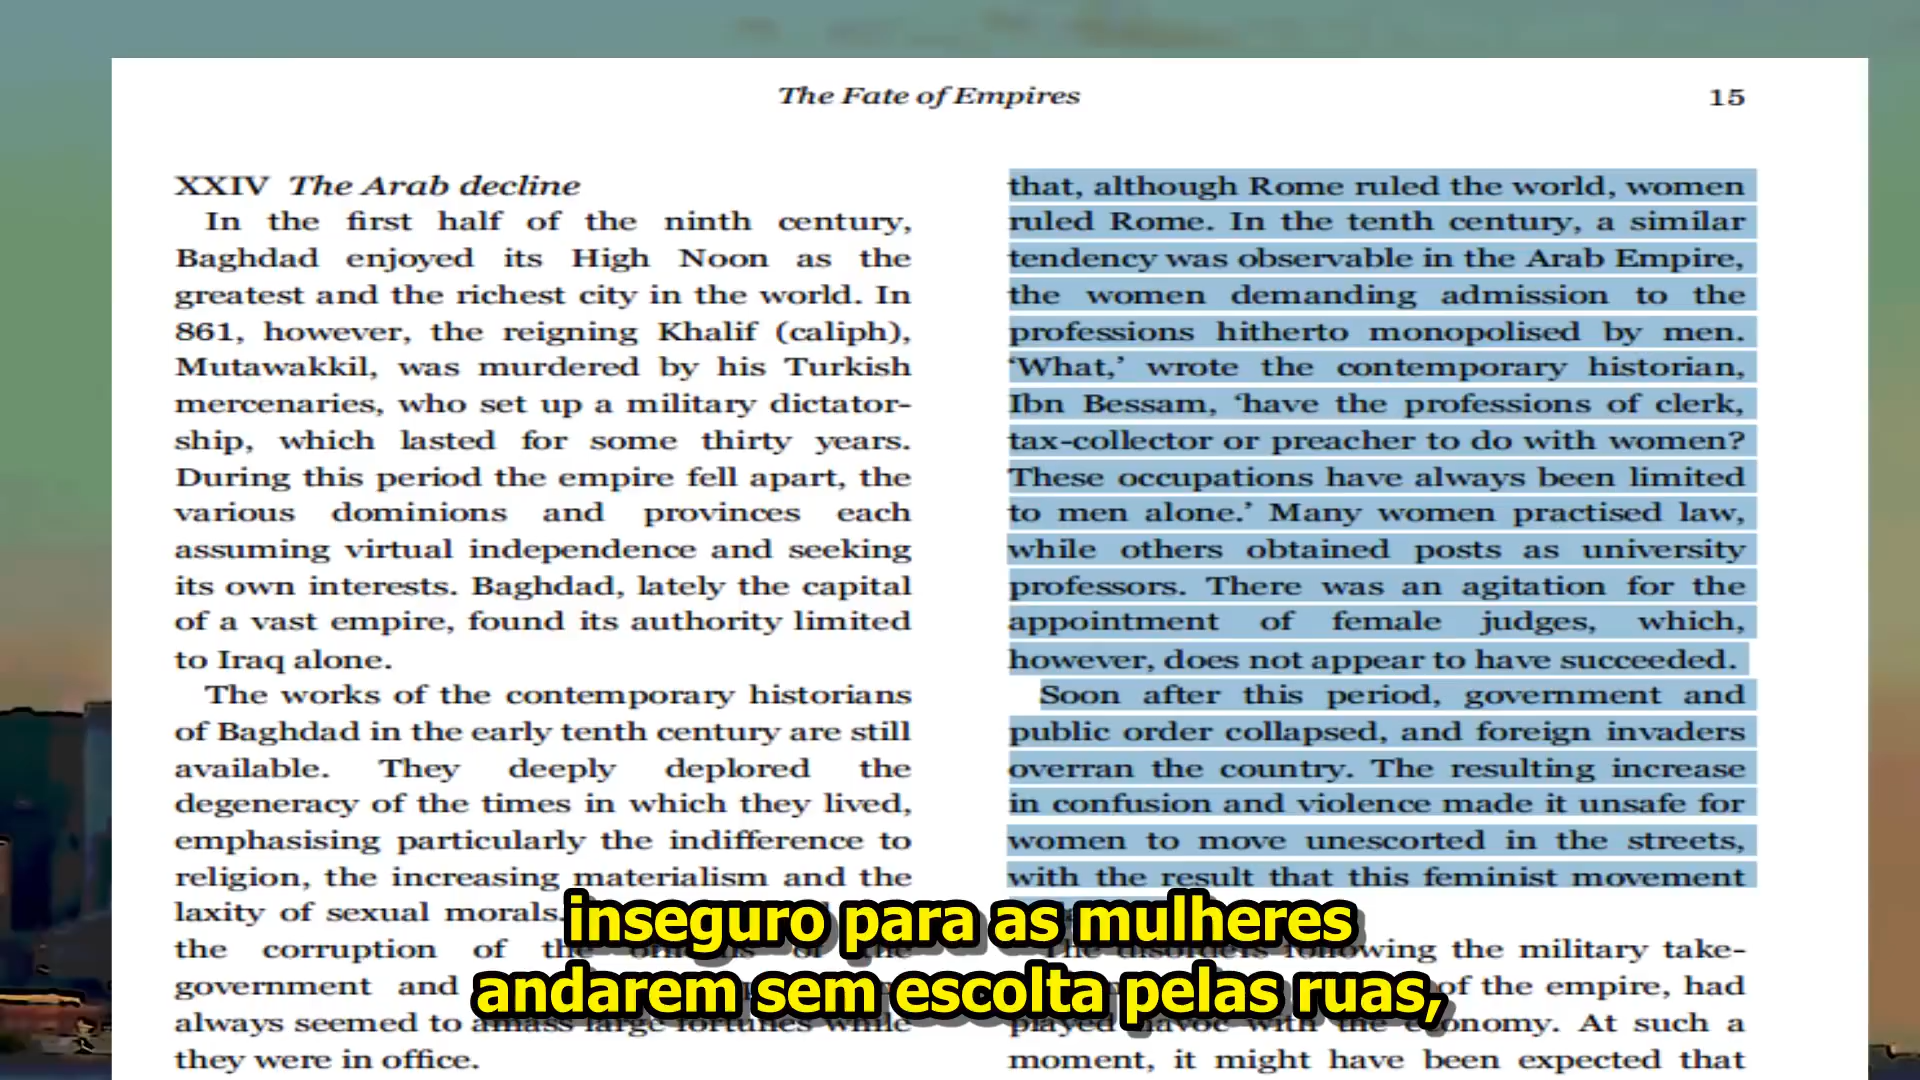 The Fate of Empires
15
XXIV The Arab decline
In the first half of the ninth century,
Baghdad enjoyed its High Noon as the
greatest and the richest city in the world. In
861, however, the reigning Khalif (caliph),
Mutawakkil, was murdered by his Turkish
mercenaries, who set up a military dictator-
ship, which lasted for some thirty years.
During this period the empire fell apart, the
various dominions and provinces each
assuming virtual independence and seeking
its own interests. Baghdad, lately the capital
of a vast empire, found its authority limited
to Iraq alone.
The works of the contemporary historians
of Baghdad in the early tenth century are still
available. They deeply deplored the
degeneracy of the times in which they lived,
emphasising particularly the indifference to
religion, the increasing materialism and the
laxity of sexual morals.
the corruption of the
government and
always seemed to amass large fortunes while
they were in office.
that, although Rome ruled the world, women
ruled Rome. In the tenth century, a similar
tendency was observable in the Arab Empire,
the women demanding admission to the
professions hitherto monopolised by men.
‘What,’ wrote the contemporary historian,
Ibn Bessam, ‘have the professions of clerk,
tax-collector or preacher to do with women?
These occupations have always been limited
to men alone.’ Many women practised law,
while others obtained posts as university
professors. There was an agitation for the
appointment of female judges, which,
however, does not appear to have succeeded.
Soon after this period, government and
public order collapsed, and foreign invaders
overran the country. The resulting increase
in confusion and violence made it unsafe for
women to move unescorted in the streets,
with the result that this feminist movement
The disorders following the military take-
of the empire, had
played havoc with the economy. At such a
moment, it might have been expected that
inseguro para as mulheres
andarem sem escolta pelas ruas,